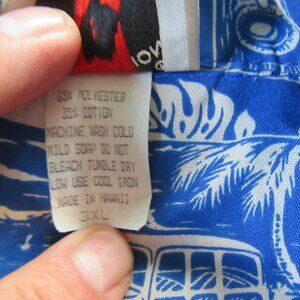 65% POLYESTER
35% COTTON
MACHINE WASH COLD
MILD SOAP DO NOT
BLEACH TUMBLE DRY
LOW USE COOL IRON
MADE IN HAWAII
3XL